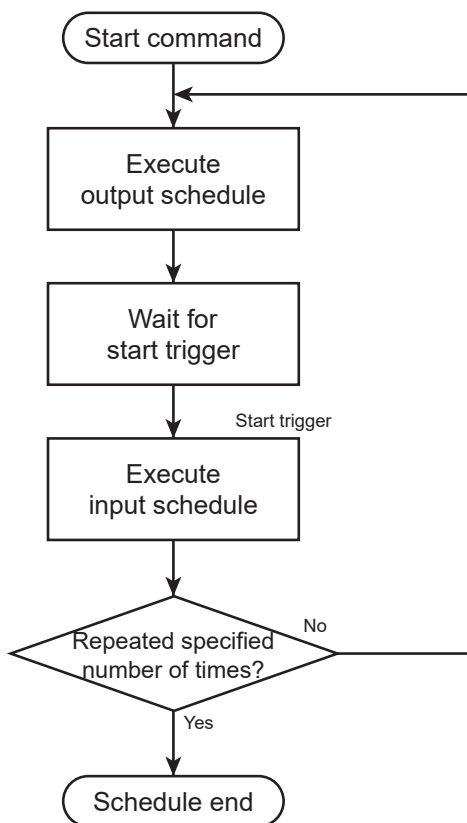 Start command
Execute
output schedule
Wait for
start trigger
Start trigger
Execute
input schedule
Repeated specified
number of times?
No
Yes
Schedule end